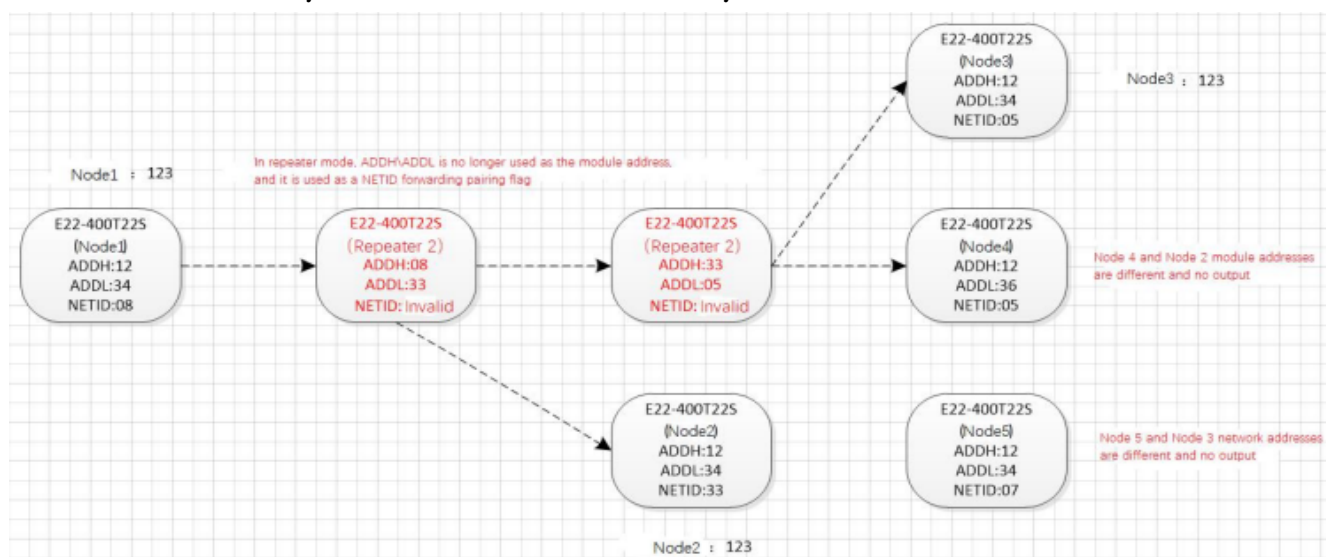 E22-400T22S
(Node3)
ADDH:12
ADDL:34
NETID:05
Node3 : 123
Node1 : 123
In repeater mode, ADDH\ADDL is no longer used as the module address,
and it is used as a NETID forwarding pairing flag
E22-400T22S
(Node1)
ADDH:12
ADDL:34
NETID:08
E22-400T22S
(Repeater 2)
ADDH:08
ADDL:33
NETID: Invalid
E22-400T22S
(Repeater 2)
ADDH:33
ADDL:05
NETID: Invalid
E22-400T22S
(Node4)
ADDH:12
ADDL:36
NETID:05
Node 4 and Node 2 module addresses
are different and no output
E22-400T22S
(Node2)
ADDH:12
ADDL:34
NETID:33
E22-400T22S
(Node5)
ADDH:12
ADDL:34
NETID:07
Node 5 and Node 3 network addresses
are different and no output
Node2 : 123